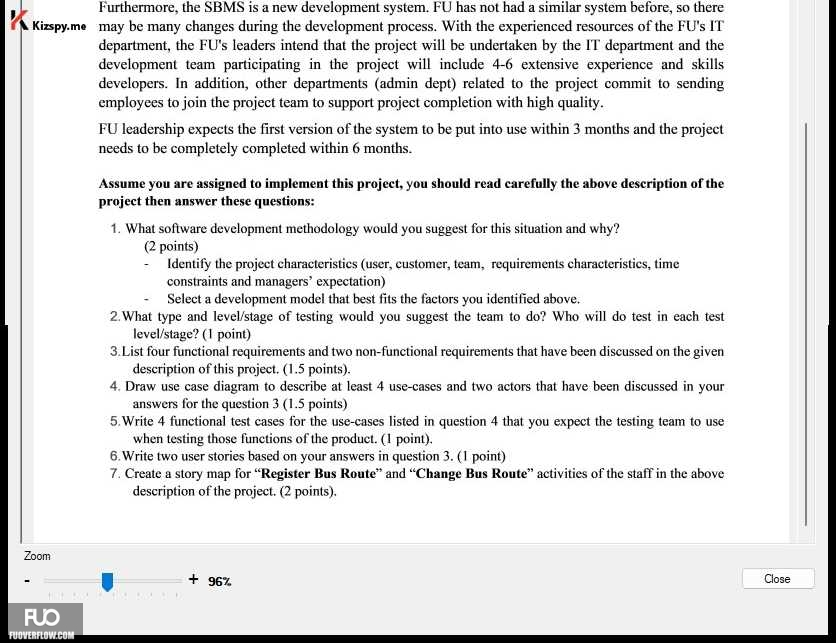 Furthermore, the SBMS is a new development system. FU has not had a similar system before, so there
Kizspy.me
may be many changes during the development process. With the experienced resources of the FU's IT
department, the FU's leaders intend that the project will be undertaken by the IT department and the
development team participating in the project will include 4-6 extensive experience and skills
developers. In addition, other departments (admin dept) related to the project commit to sending
employees to join the project team to support project completion with high quality.
FU leadership expects the first version of the system to be put into use within 3 months and the project
needs to be completely completed within 6 months.
Assume you are assigned to implement this project, you should read carefully the above description of the
project then answer these questions:
1. What software development methodology would you suggest for this situation and why?
(2 points)
- Identify the project characteristics (user, customer, team, requirements characteristics, time
constraints and managers' expectation)
- Select a development model that best fits the factors you identified above.
2.What type and level/stage of testing would you suggest the team to do? Who will do test in each test
level/stage? (1 point)
3.List four functional requirements and two non-functional requirements that have been discussed on the given
description of this project. (1.5 points).
4. Draw use case diagram to describe at least 4 use-cases and two actors that have been discussed in your
answers for the question 3 (1.5 points)
5.Write 4 functional test cases for the use-cases listed in question 4 that you expect the testing team to use
when testing those functions of the product. (1 point).
6.Write two user stories based on your answers in question 3. (1 point)
7. Create a story map for “Register Bus Route” and “Change Bus Route” activities of the staff in the above
description of the project. (2 points).
Zoom
- + 96%
Close
FUO
FUOVERFLOW.COM